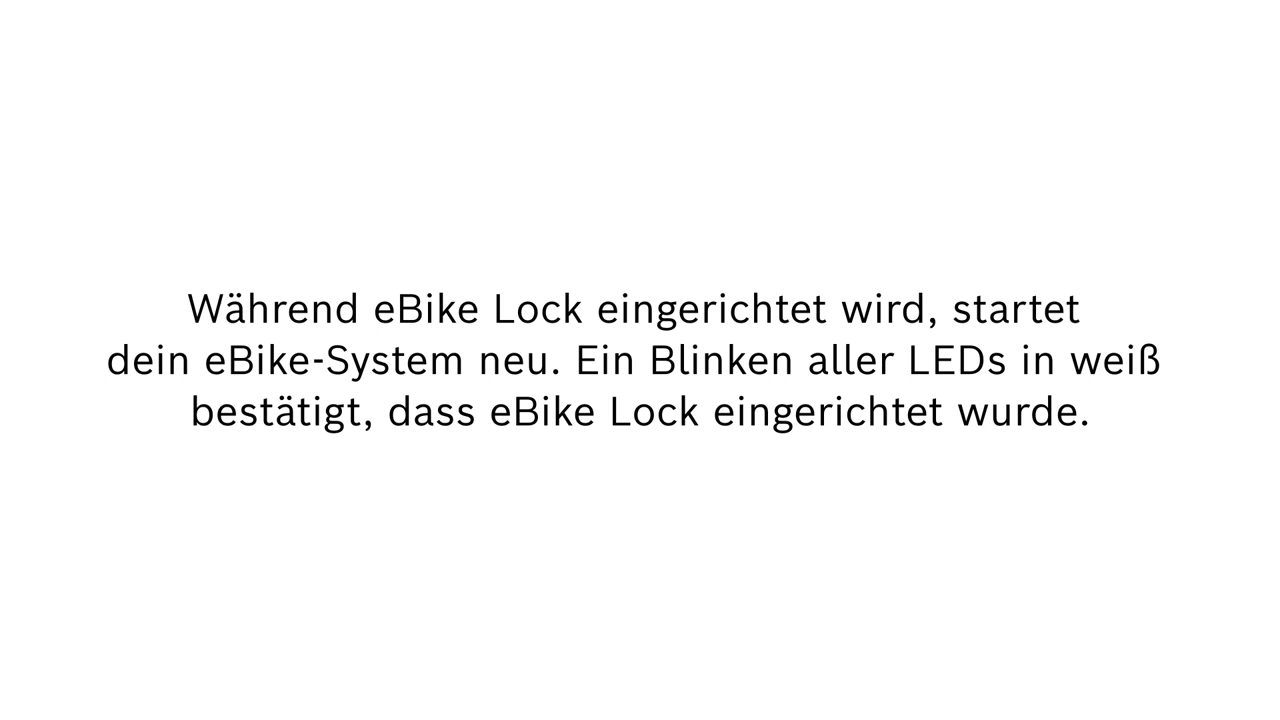 Während eBike Lock eingerichtet wird, startet
dein eBike-System neu. Ein Blinken aller LEDs in weiß
bestätigt, dass eBike Lock eingerichtet wurde.